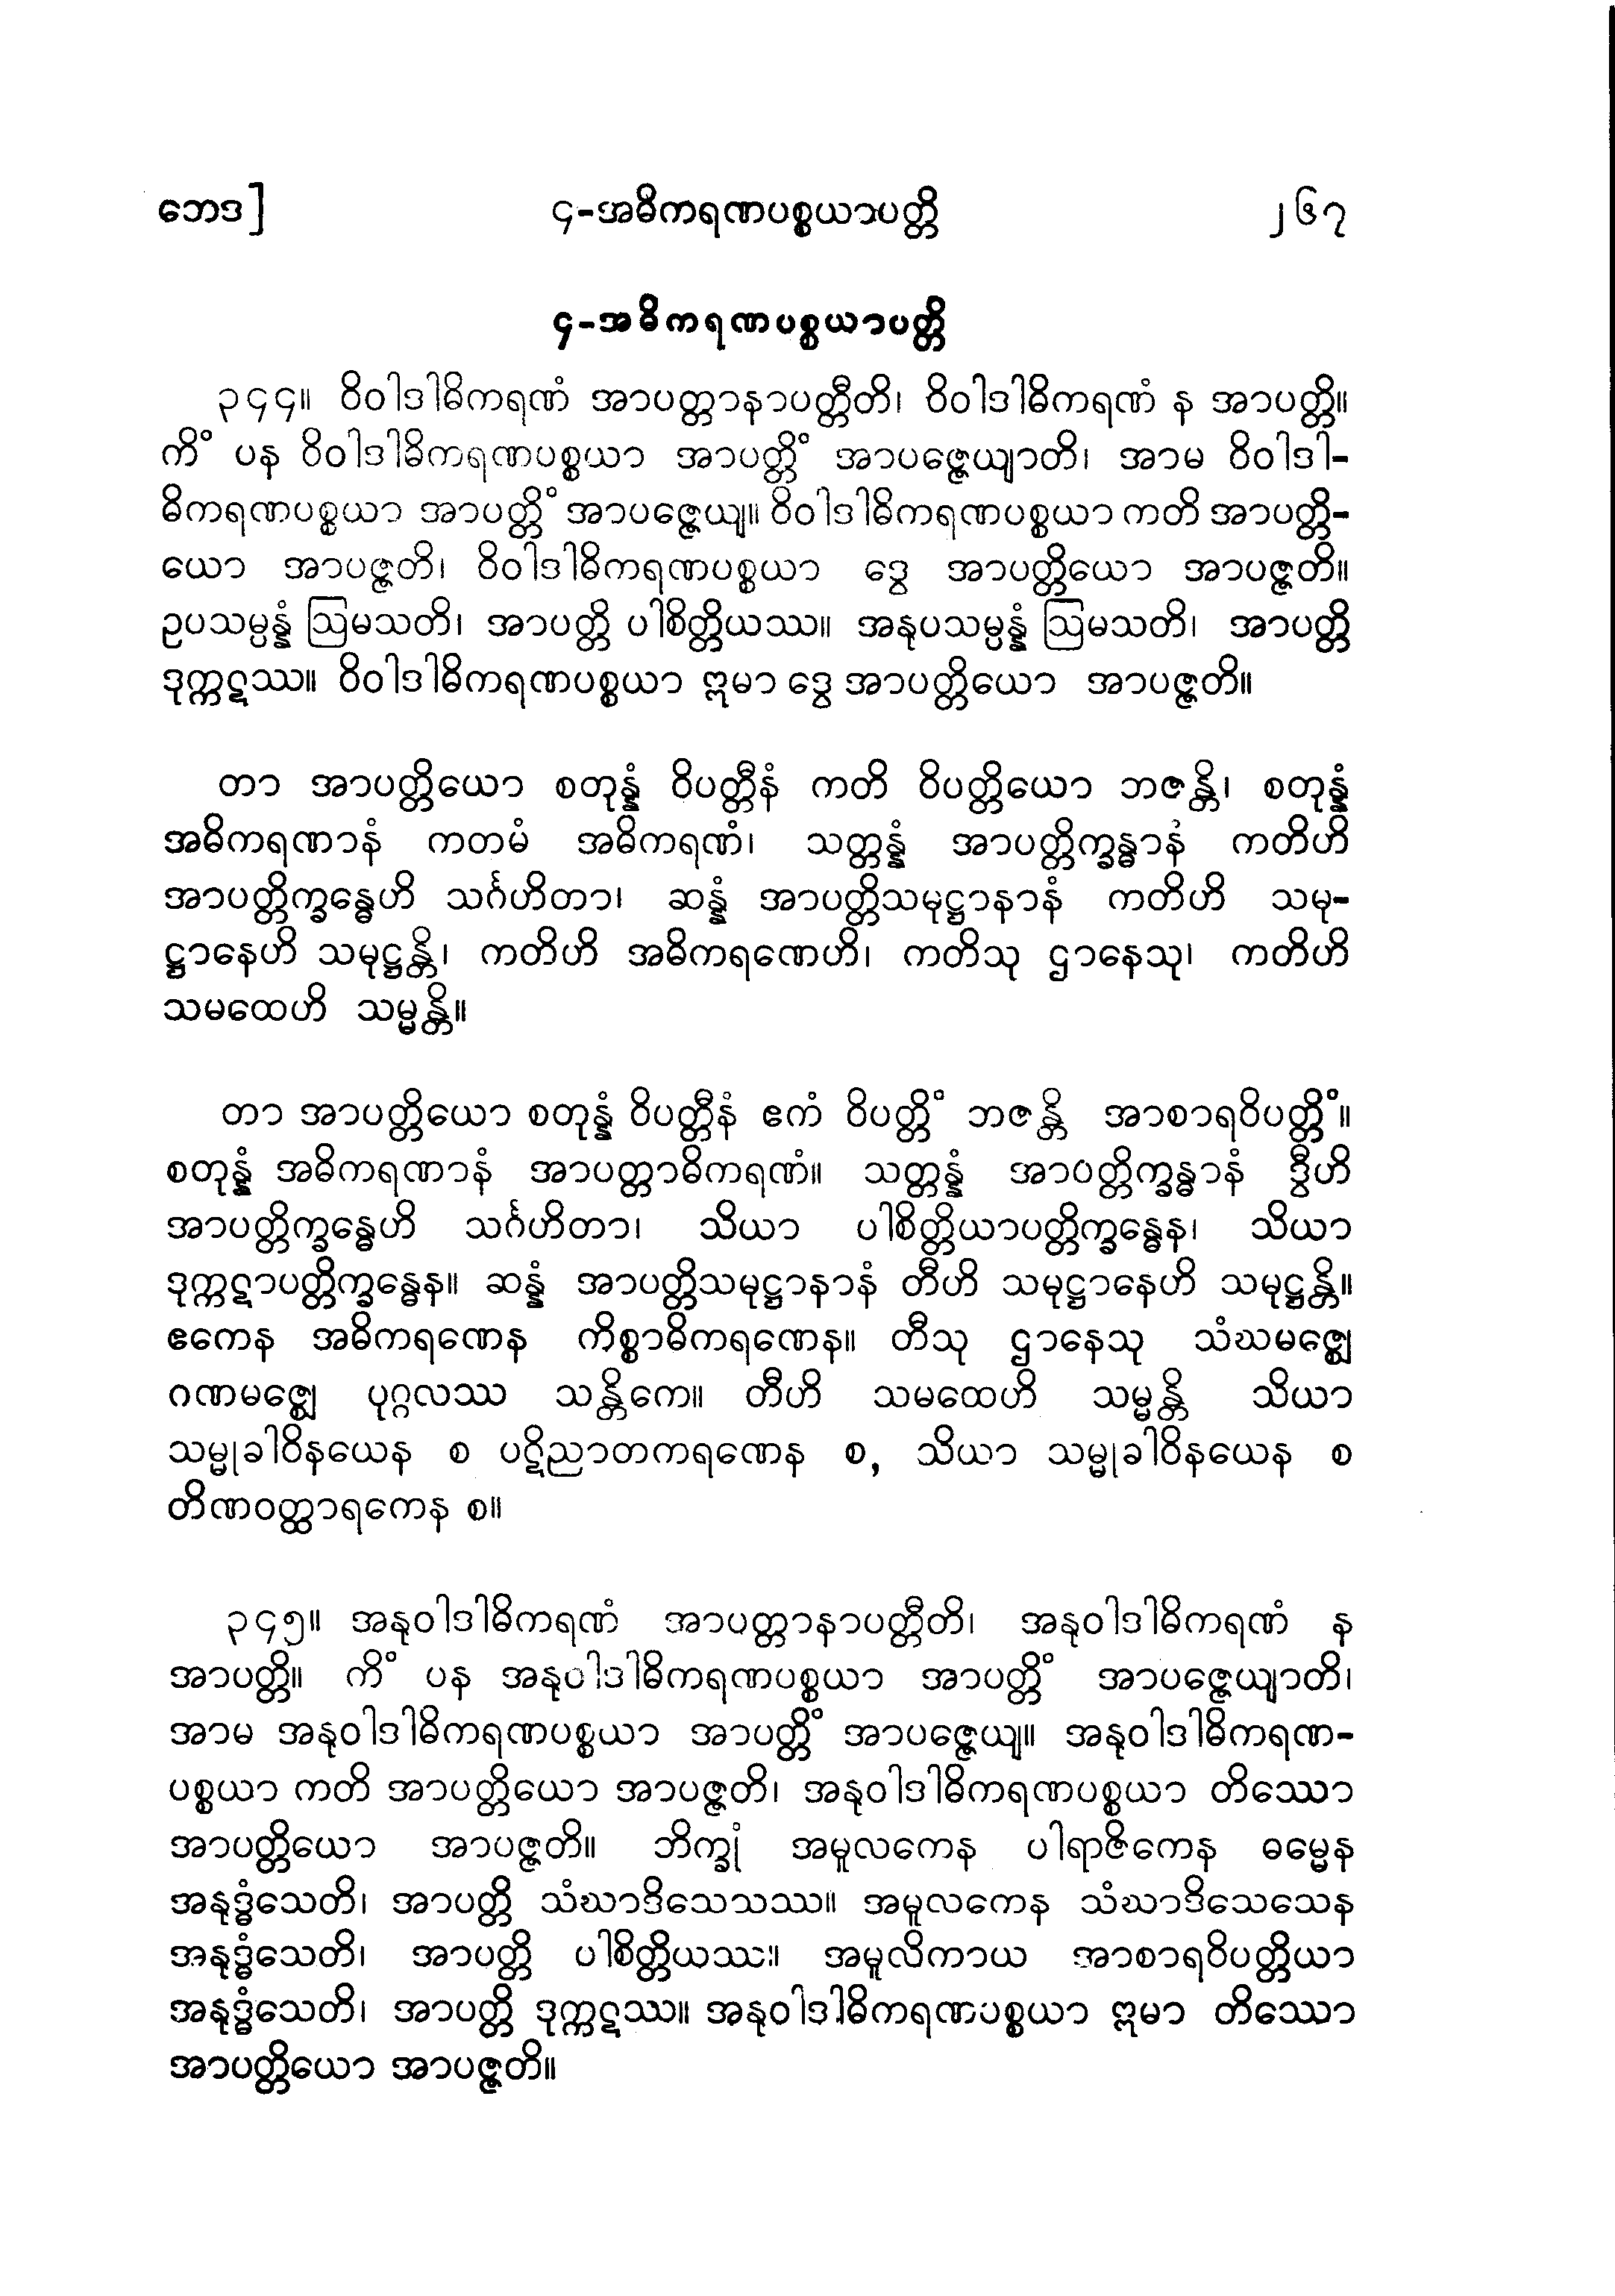 ဘေဒ]
၄-အဓိကရဏပစ္စယာပတ္တိ
၂၆၇
၄-အဓိကရဏပစ္စယာပတ္တိ
၃၄၄။ ဝိဝါဒါဓိကရဏံ အာပတ္တာနာပတ္တီတိ၊ ဝိဝါဒါဓိကရဏံ န အာပတ္တိ။
ကိံ ပန ဝိဝါဒါဓိကရဏပစ္စယာ အာပတ္တိံ အာပဇ္ဇေယျာတိ၊ အာမ ဝိဝါဒါ-
ဓိကရဏပစ္စယာ အာပတ္တိံ အာပဇ္ဇေယျ။ ဝိဝါဒါဓိကရဏပစ္စယာ ကတိ အာပတ္တိ-
ယော အာပဇ္ဇတိ၊ ဝိဝါဒါဓိကရဏပစ္စယာ ဒွေ အာပတ္တိယော အာပဇ္ဇတိ။
ဥပသမ္ပန္နံ ဩမသတိ၊ အာပတ္တိ ပါစိတ္တိယဿ။ အနုပသမ္ပန္နံ ဩမသတိ၊ အာပတ္တိ
ဒုက္ကဋဿ။ ဝိဝါဒါဓိကရဏပစ္စယာ ဣမာ ဒွေ အာပတ္တိယော အာပဇ္ဇတိ။
တာ အာပတ္တိယော စတုန္နံ ဝိပတ္တီနံ ကတိ ဝိပတ္တိယော ဘဇန္တိ၊ စတုန္နံ
အဓိကရဏာနံ ကတမံ အဓိကရဏံ၊ သတ္တန္နံ အာပတ္တိက္ခန္ဓာနံ ကတိဟိ
အာပတ္တိက္ခန္ဓေဟိ သင်္ဂဟိတာ၊ ဆန္နံ အာပတ္တိသမုဋ္ဌာနာနံ ကတိဟိ သမု-
ဋ္ဌာနေဟိ သမုဋ္ဌန္တိ၊ ကတိဟိ အဓိကရဏေဟိ၊ ကတိသု ဌာနေသု၊ ကတိဟိ
သမထေဟိ သမ္မန္တိ။
တာ အာပတ္တိယော စတုန္နံ ဝိပတ္တီနံ ဧကံ ဝိပတ္တိံ ဘဇန္တိ အာစာရဝိပတ္တိံ။
စတုန္နံ အဓိကရဏာနံ အာပတ္တာဓိကရဏံ။ သတ္တန္နံ အာပတ္တိက္ခန္ဓာနံ ဒွီဟိ
အာပတ္တိက္ခန္ဓေဟိ သင်္ဂဟိတာ၊ သိယာ ပါစိတ္တိယာပတ္တိက္ခန္ဓေန၊ သိယာ
ဒုက္ကဋာပတ္တိက္ခန္ဓေန။ ဆန္နံ အာပတ္တိသမုဋ္ဌာနာနံ တီဟိ သမုဋ္ဌာနေဟိ သမုဋ္ဌန္တိ။
ဧကေန အဓိကရဏေန ကိစ္စာဓိကရဏေန။ တီသု ဌာနေသု သံဃမဇ္ဈေ
ဂဏမဇ္ဈေ ပုဂ္ဂလဿ သန္တိကေ။ တီဟိ သမထေဟိ သမ္မန္တိ သိယာ
သမ္မုခါဝိနယေန စ ပဋိညာတကရဏေန စ, သိယာ သမ္မုခါဝိနယေန စ
တိဏဝတ္ထာရကေန စ။
၃၄၅။ အနုဝါဒါဓိကရဏံ အာပတ္တာနာပတ္တီတိ၊ အနုဝါဒါဓိကရဏံ န
အာပတ္တိ။ ကိံ ပန အနုဝါဒါဓိကရဏပစ္စယာ အာပတ္တိံ အာပဇ္ဇေယျာတိ၊
အာမ အနုဝါဒါဓိကရဏပစ္စယာ အာပတ္တိံ အာပဇ္ဇေယျ။ အနုဝါဒါဓိကရဏ-
ပစ္စယာ ကတိ အာပတ္တိယော အာပဇ္ဇတိ၊ အနုဝါဒါဓိကရဏပစ္စယာ တိဿော
အာပတ္တိယော အာပဇ္ဇတိ။ ဘိက္ခုံ အမူလကေန ပါရာဇိကေန ဓမ္မေန
အနုဒ္ဓံသေတိ၊ အာပတ္တိ သံဃာဒိသေသဿ။ အမူလကေန သံဃာဒိသေသေန
အနုဒ္ဓံသေတိ၊ အာပတ္တိ ပါစိတ္တိယဿ။ အမူလိကာယ အာစာရဝိပတ္တိယာ
အနုဒ္ဓံသေတိ၊ အာပတ္တိ ဒုက္ကဋဿ။ အနုဝါဒါဓိကရဏပစ္စယာ ဣမာ တိဿော
အာပတ္တိယော အာပဇ္ဇတိ။